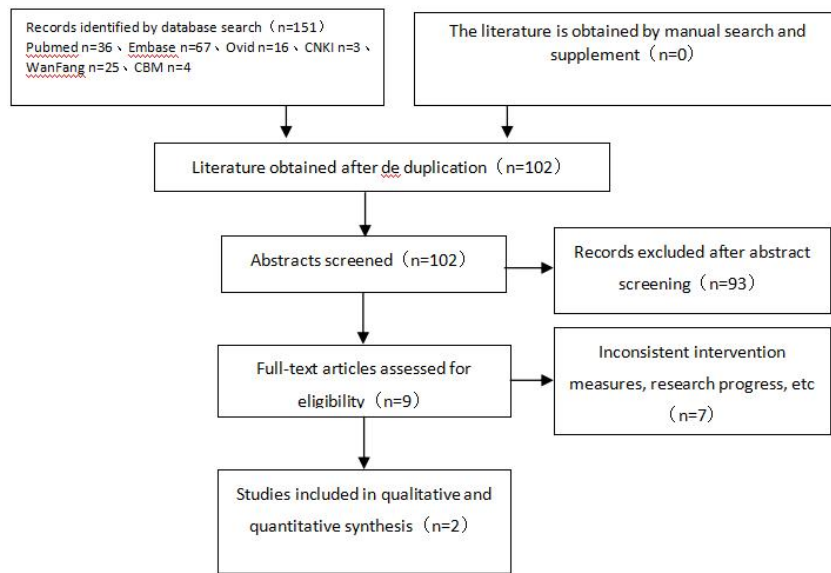 Records identified by database search（n=151）
Pubmed n=36、Embase n=67、Ovid n=16、CNKI n=3、
WanFang n=25、CBM n=4
The literature is obtained by manual search and
supplement（n=0）
Literature obtained after de duplication（n=102）
Abstracts screened（n=102）
Records excluded after abstract
screening（n=93）
Full-text articles assessed for
eligibility（n=9）
Inconsistent intervention
measures, research progress, etc
（n=7）
Studies included in qualitative and
quantitative synthesis（n=2）